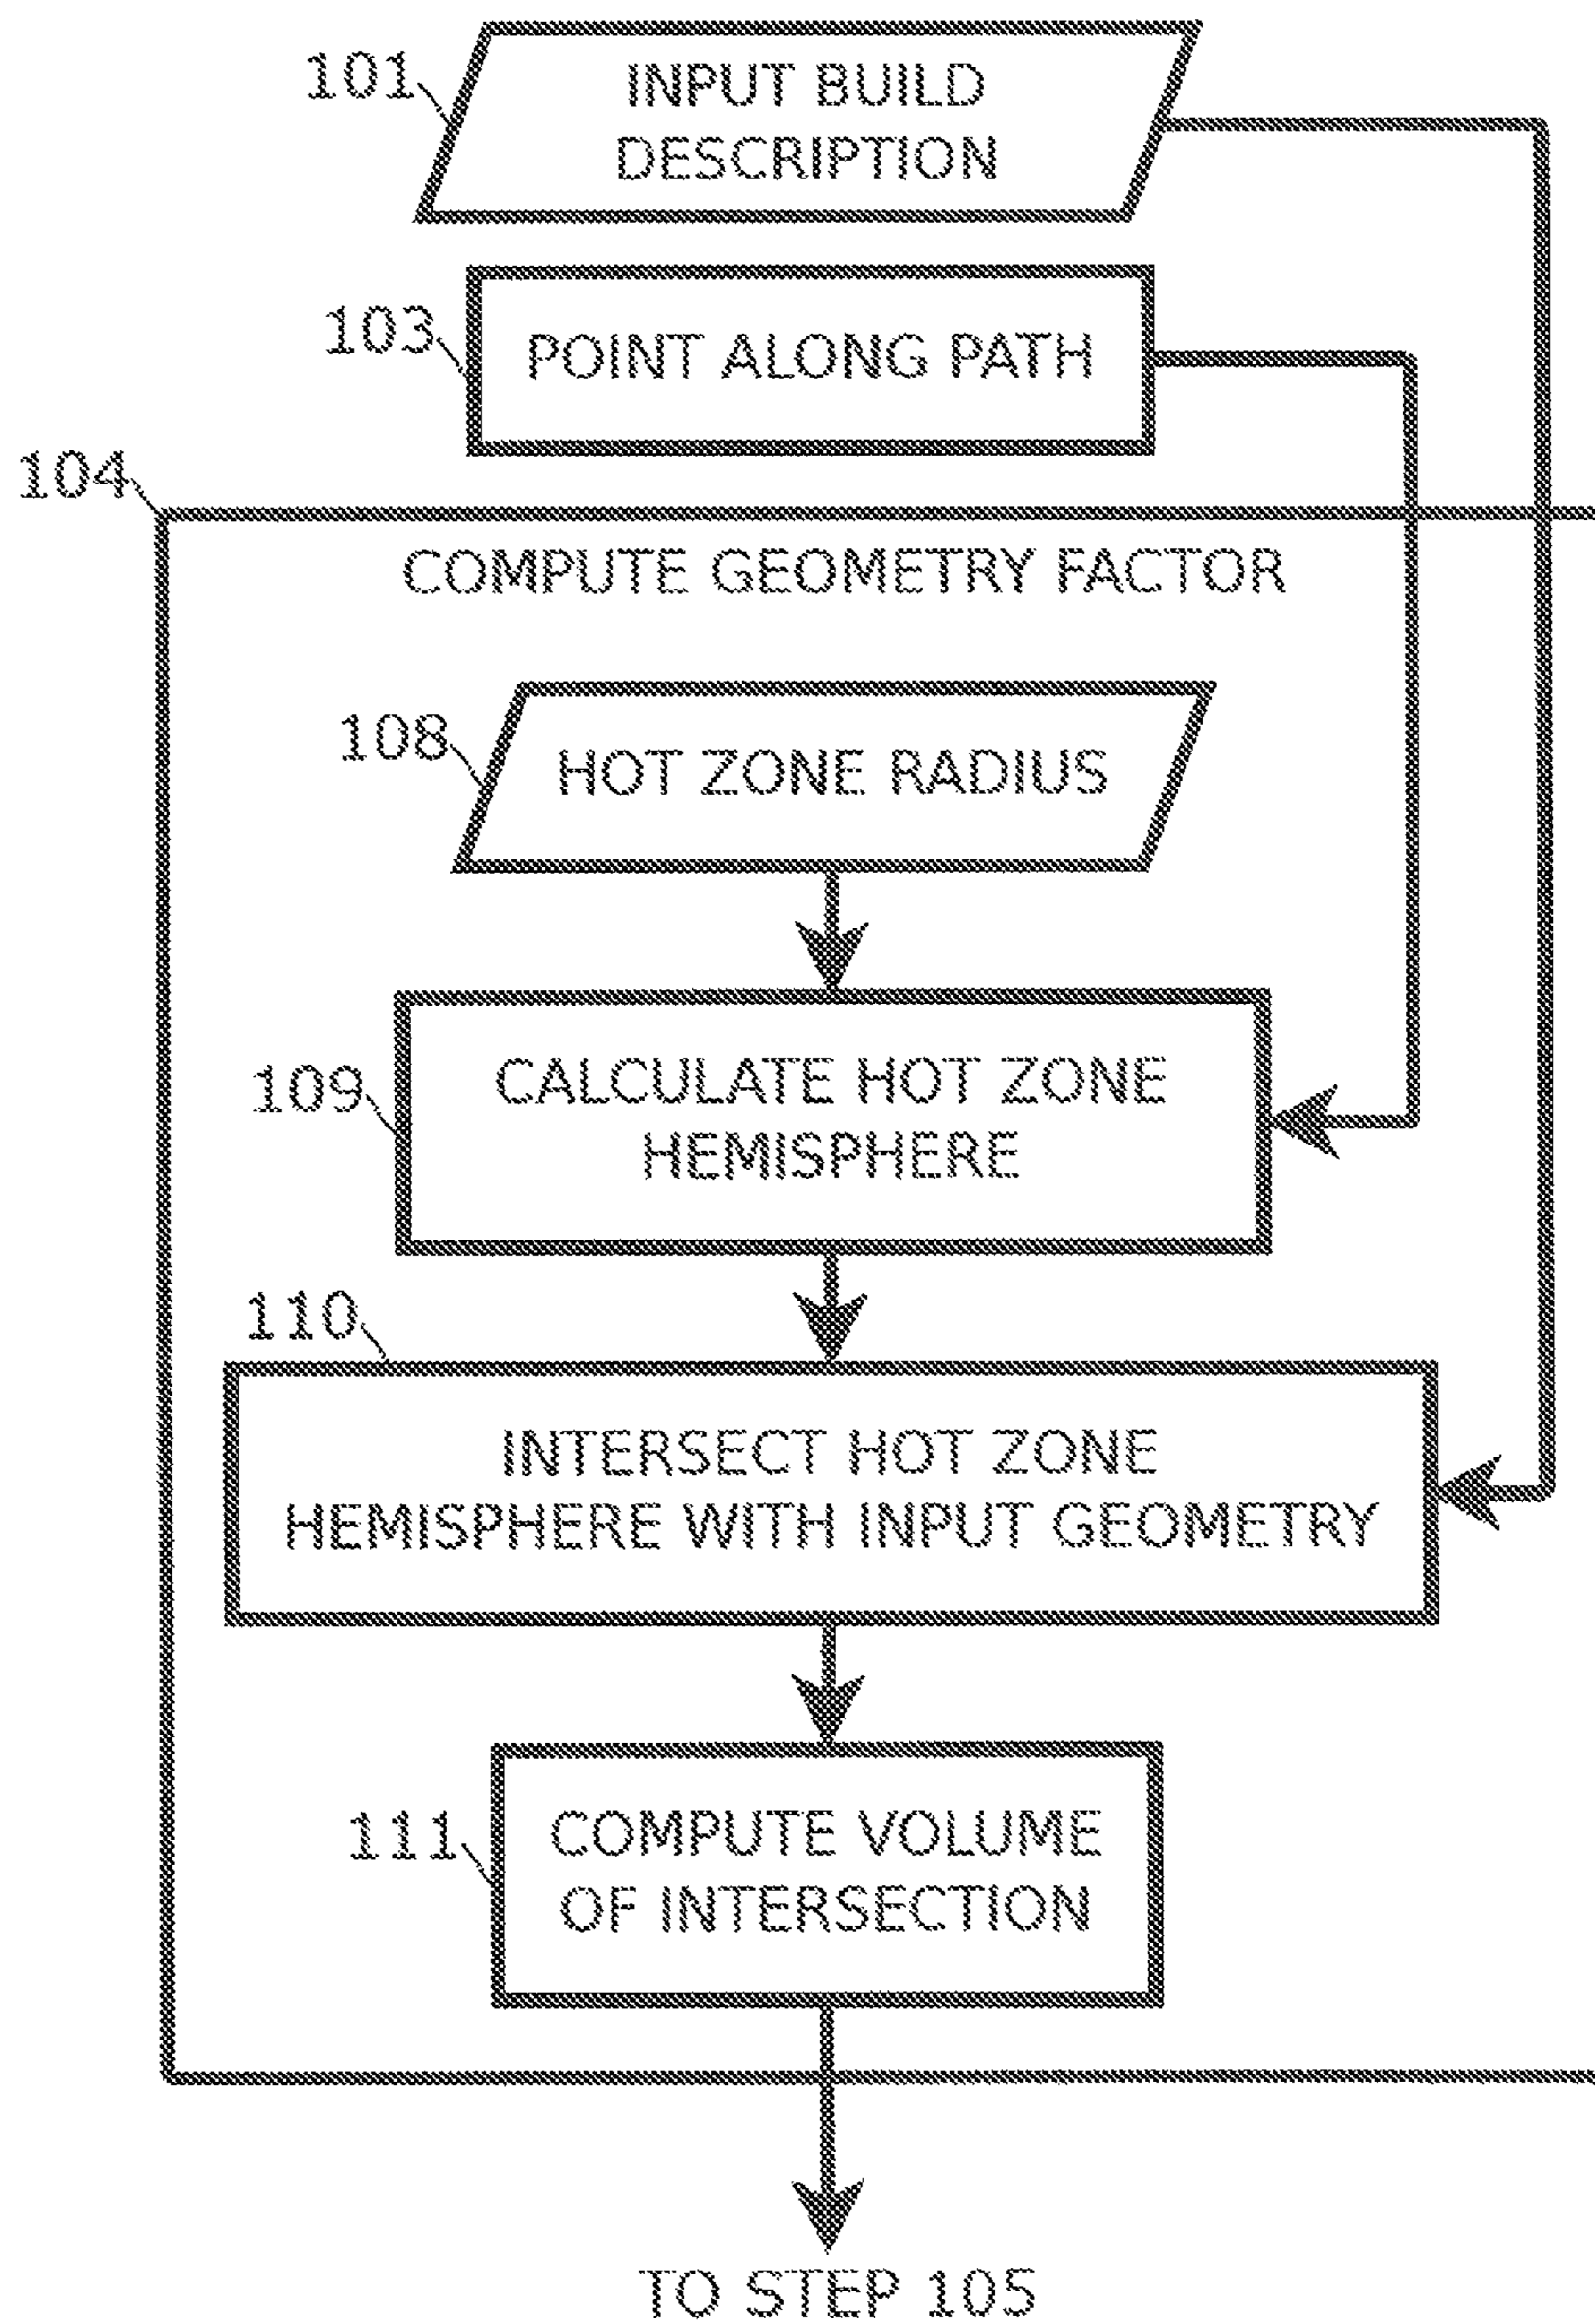 101
INPUT BUILD
DESCRIPTION
103
POINT ALONG PATH
104
COMPUTE GEOMETRY FACTOR
108
HOT ZONE RADIUS
109
CALCULATE HOT ZONE
HEMISPHERE
110
INTERSECT HOT ZONE
HEMISPHERE WITH INPUT GEOMETRY
111
COMPUTE VOLUME
OF INTERSECTION
TO STEP 105